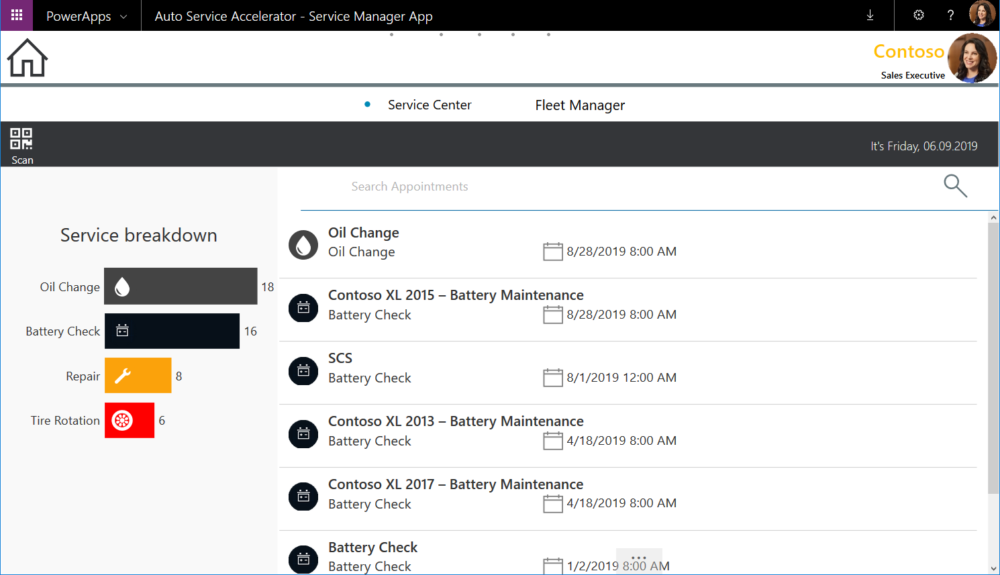 PowerApps
Auto Service Accelerator - Service Manager App
?
Contoso
Sales Executive
Service Center
Fleet Manager
Scan
It's Friday, 06.09.2019
Search Appointments
Service breakdown
Oil Change 18
Battery Check 16
Repair 8
Tire Rotation 6
Oil Change
Oil Change 8/28/2019 8:00 AM
Contoso XL 2015 – Battery Maintenance
Battery Check 8/28/2019 8:00 AM
SCS
Battery Check 8/1/2019 12:00 AM
Contoso XL 2013 – Battery Maintenance
Battery Check 4/18/2019 8:00 AM
Contoso XL 2017 – Battery Maintenance
Battery Check 4/18/2019 8:00 AM
Battery Check
Battery Check 1/2/2019 8:00 AM